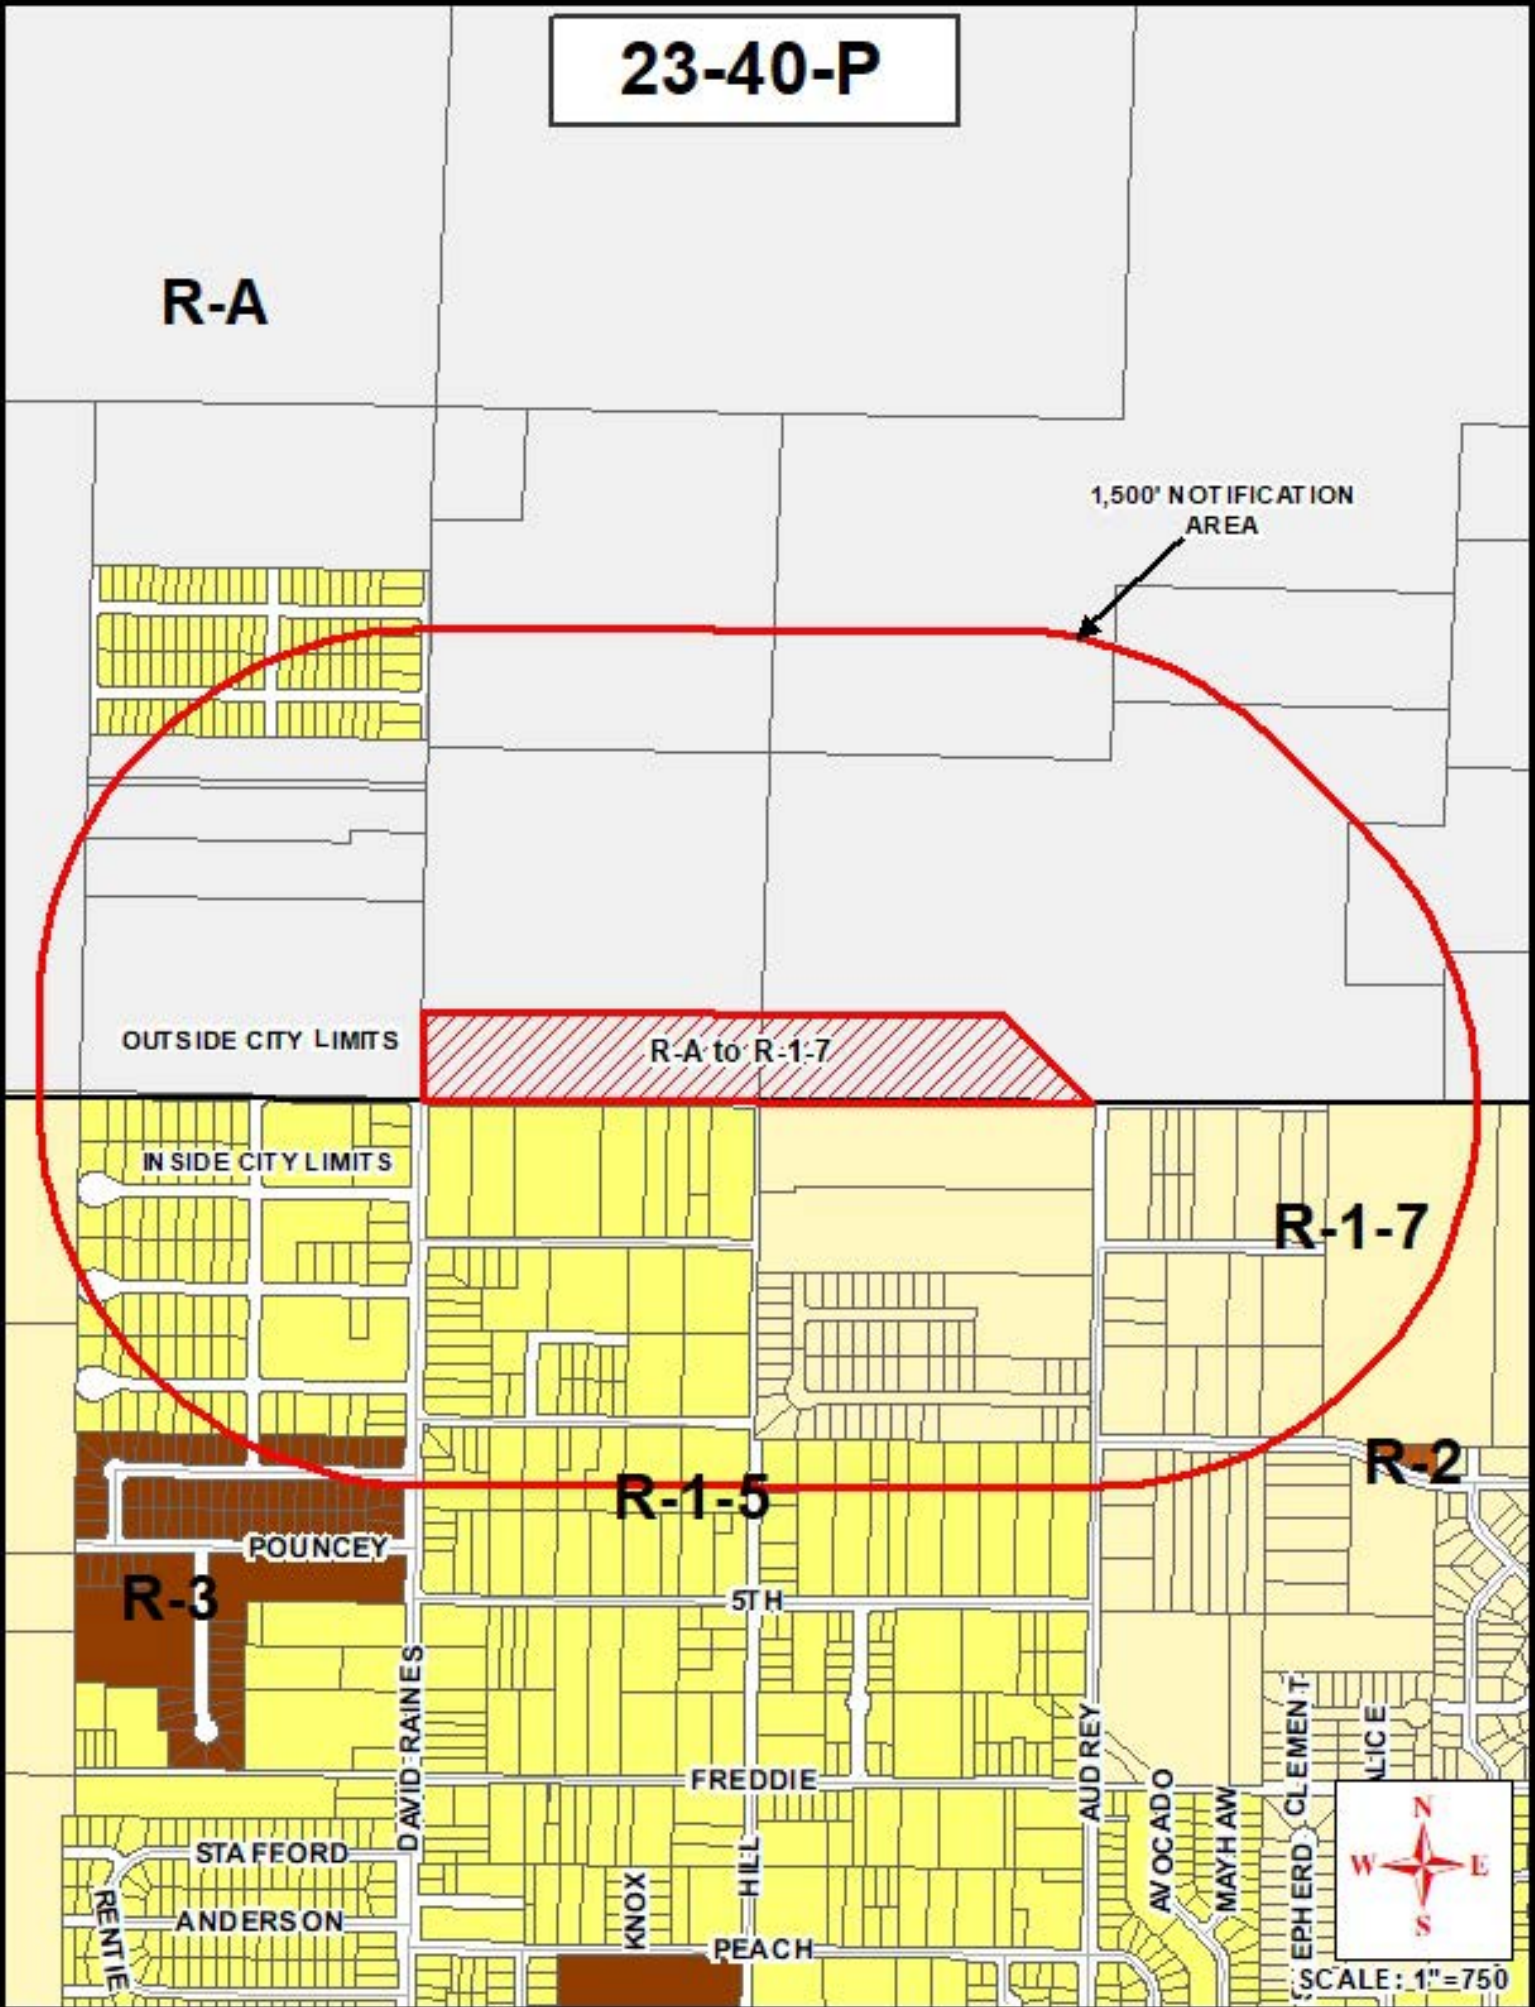 23-40-P
R-A
1,500' NOTIFICATION
AREA
OUTSIDE CITY LIMITS
R-A to R-1-7
INSIDE CITY LIMITS
R-1-7
R-2
R-1-5
POUNCEY
R-3
5TH
DAVID RAINES
CLEMENT
ALICE
AUDREY
FREDDIE
AVOCADO
MAYHAW
N
W E
S
STAFFORD
HILL
KNOX
RENTIE
ANDERSON
PEACH
SCALE: 1"=750